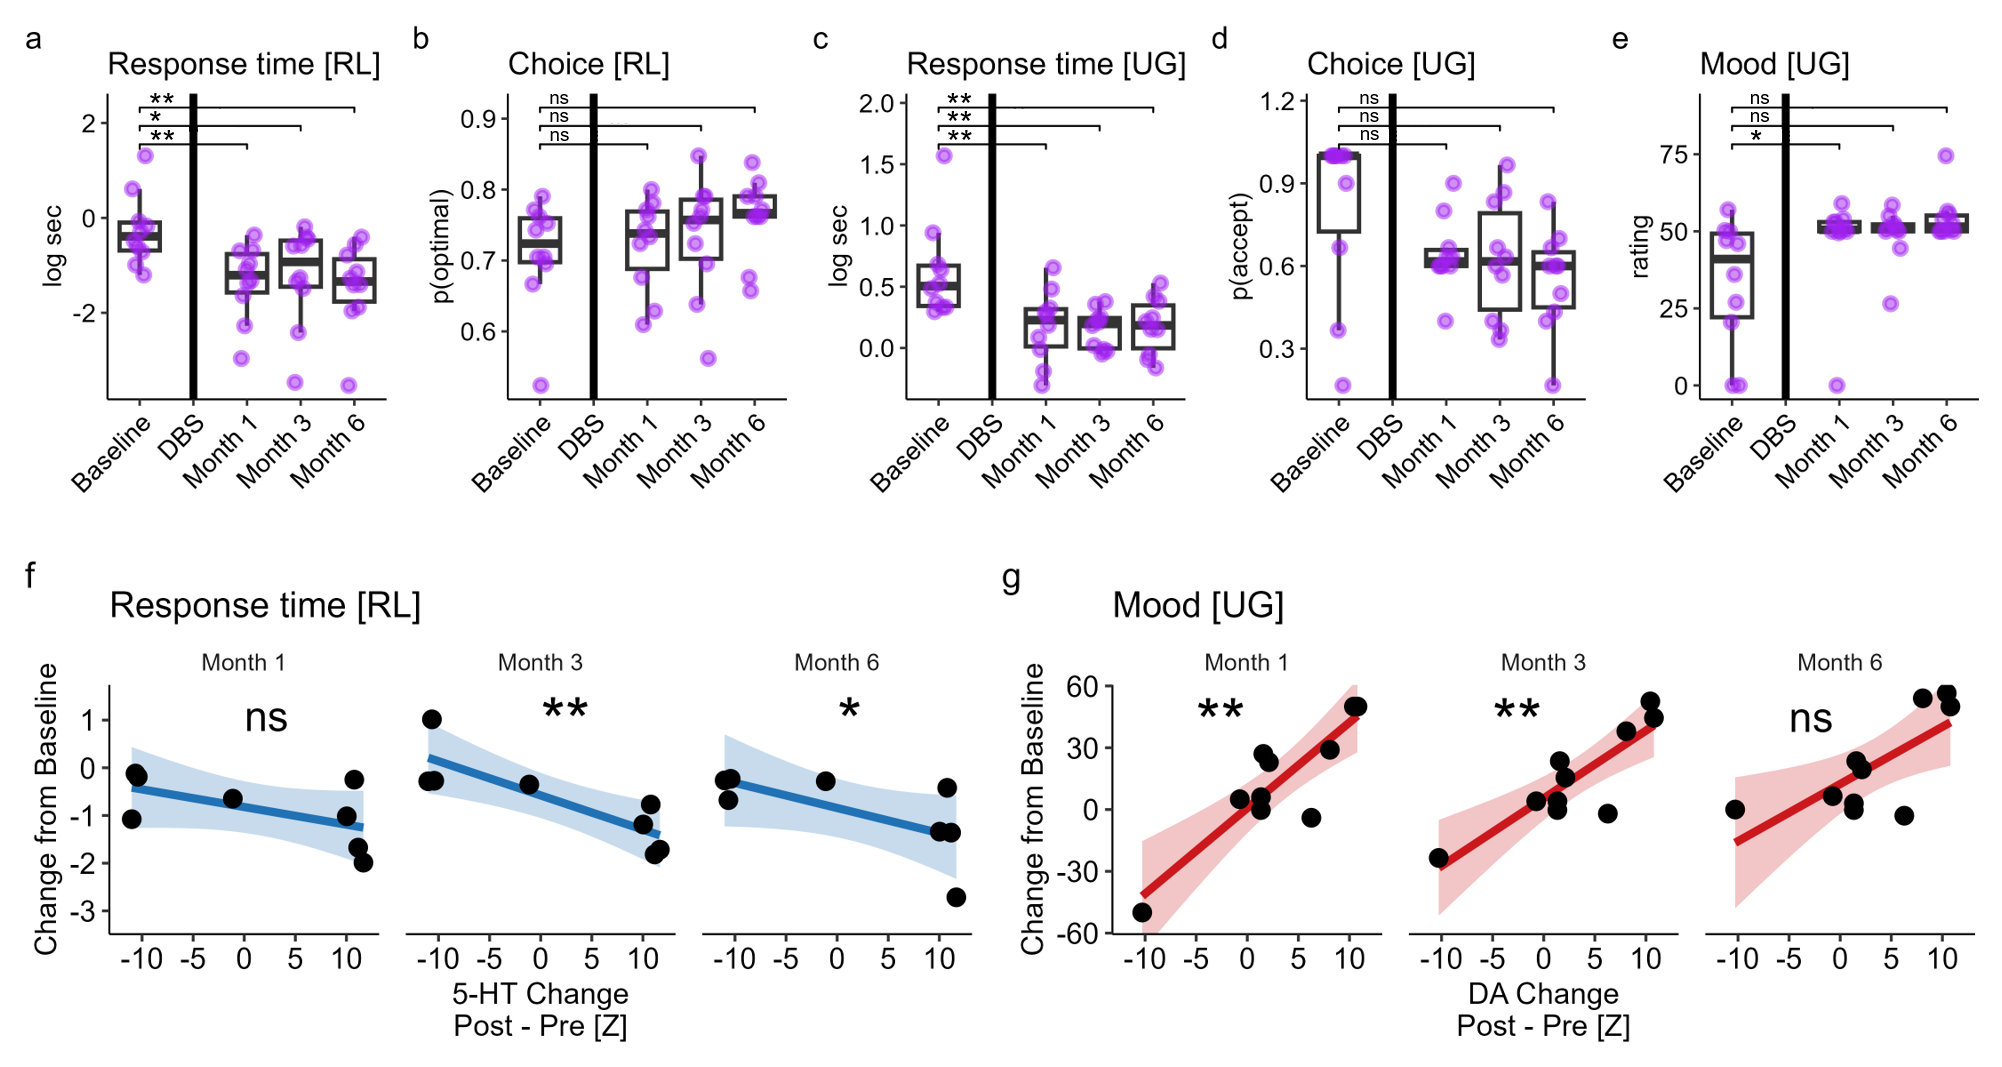 a
Response time [RL]
log sec
2
0
-2
**
*
**
Baseline
DBS
Month 1
Month 3
Month 6
b
Choice [RL]
p(optimal)
0.9
0.8
0.7
0.6
ns
ns
ns
Baseline
DBS
Month 1
Month 3
Month 6
c
Response time [UG]
log sec
2.0
1.5
1.0
0.5
0.0
**
**
**
Baseline
DBS
Month 1
Month 3
Month 6
d
Choice [UG]
p(accept)
1.2
0.9
0.6
0.3
ns
ns
ns
Baseline
DBS
Month 1
Month 3
Month 6
e
Mood [UG]
rating
75
50
25
0
ns
ns
*
Baseline
DBS
Month 1
Month 3
Month 6
f
Response time [RL]
Change from Baseline
1
0
-1
-2
-3
Month 1
ns
-10 -5 0 5 10
Month 3
**
-10 -5 0 5 10
Month 6
*
-10 -5 0 5 10
5-HT Change
Post - Pre [Z]
g
Mood [UG]
Change from Baseline
60
30
0
-30
-60
Month 1
**
-10 -5 0 5 10
Month 3
**
-10 -5 0 5 10
Month 6
ns
-10 -5 0 5 10
DA Change
Post - Pre [Z]